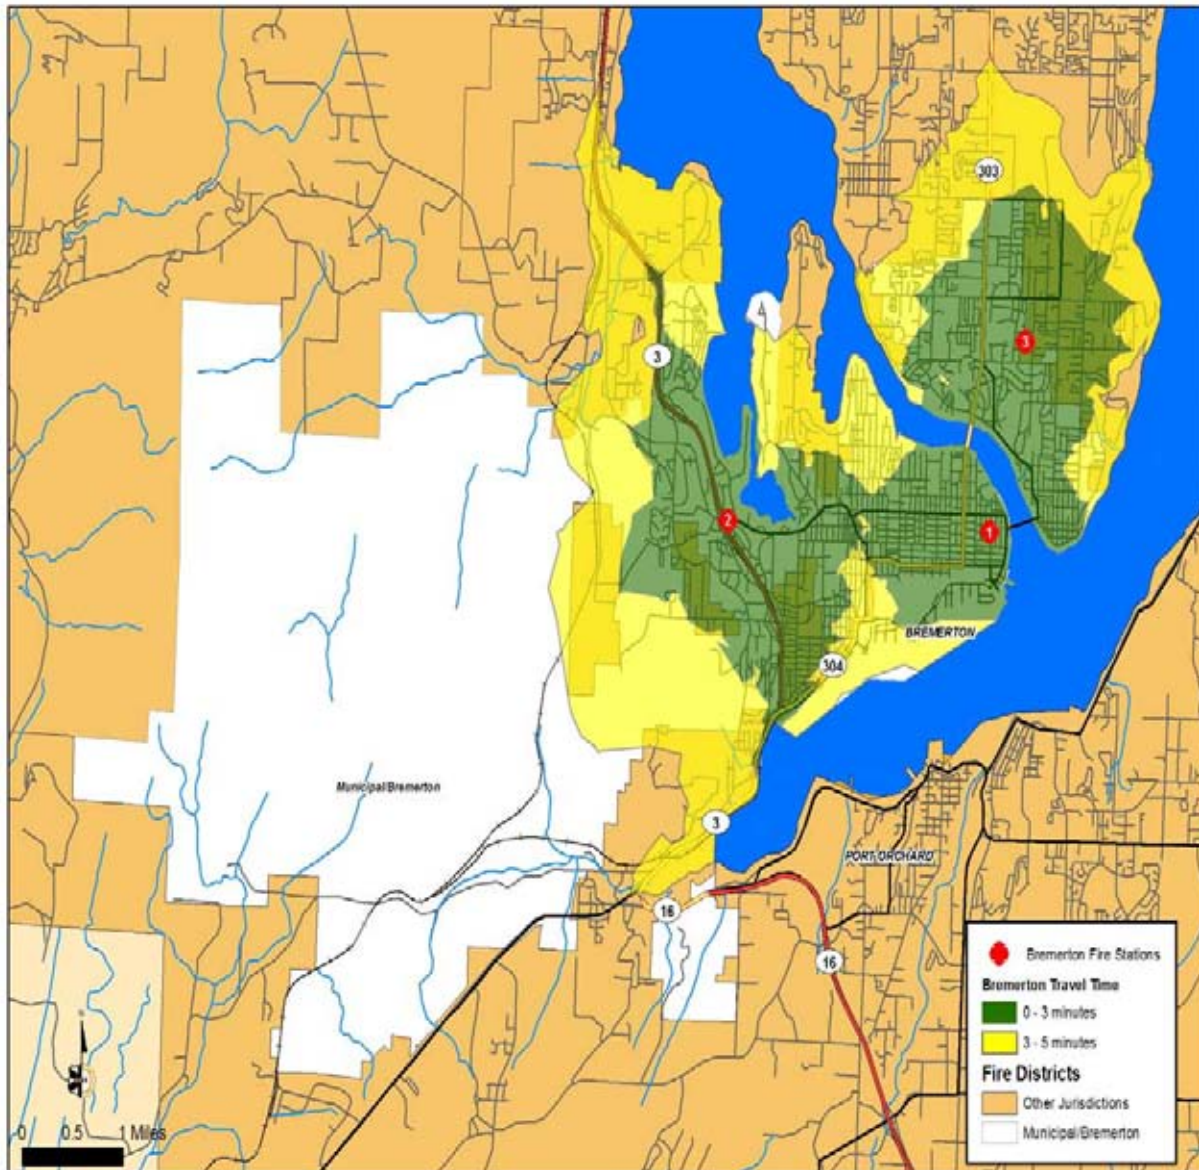 303
3
3
2
1
BREMERTON
304
Municipal/Bremerton
3
PORT ORCHARD
16
16
Bremerton Fire Stations
Bremerton Travel Time
0 - 3 minutes
3 - 5 minutes
Fire Districts
Other Jurisdictions
Municipal/Bremerton
0 0.5 1 Miles